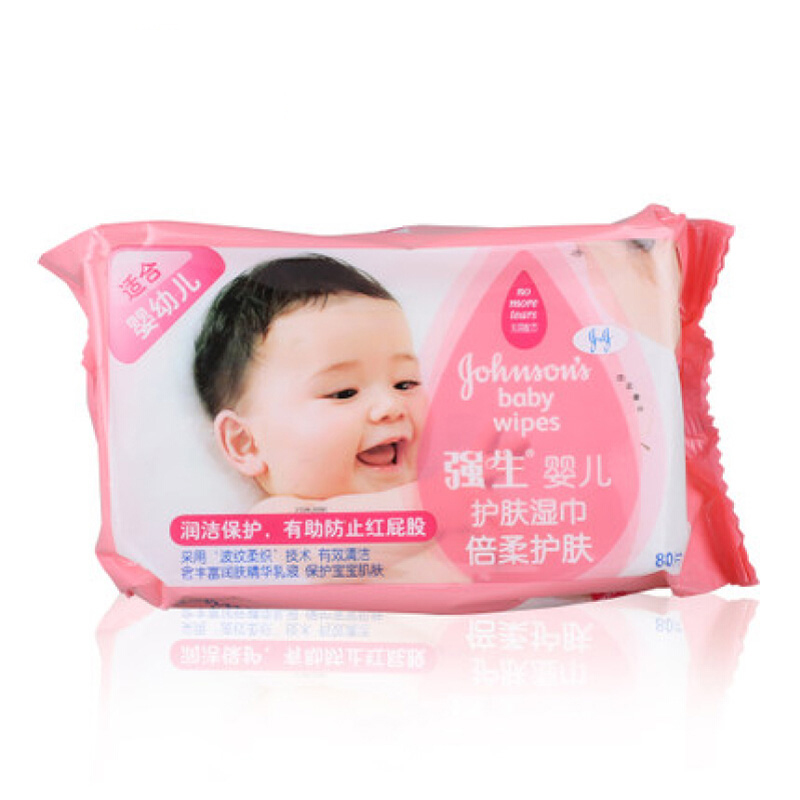 适合
婴幼儿
no
more
tears
Johnson's
baby
wipes
强生® 婴儿
护肤湿巾
倍柔护肤
润洁保护，有助防止红屁股
采用“波纹柔织”技术 有效清洁
含丰富润肤精华乳液 保护宝宝肌肤
80片